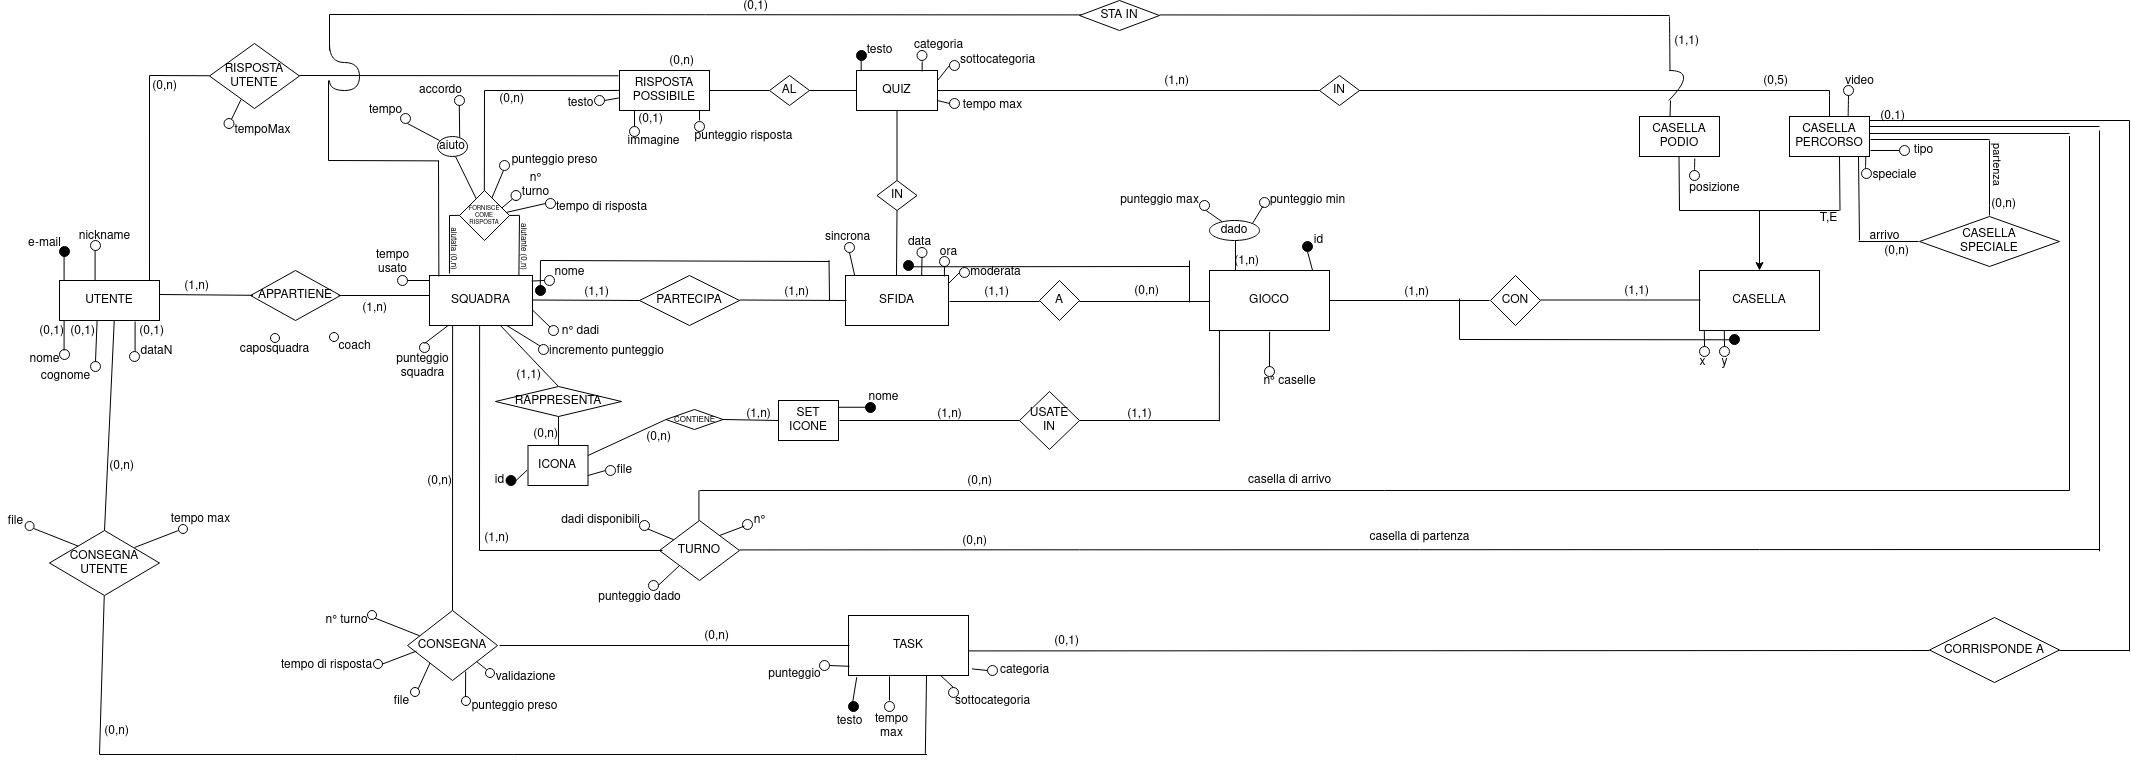 (0,1)
STA IN
(1,1)
RISPOSTA
UTENTE
(0,n)
tempoMax
(0,n)
RISPOSTA
POSSIBILE
testo
(0,1)
immagine
punteggio risposta
AL
testo
categoria
sottocategoria
QUIZ
tempo max
(1,n)
IN
(0,5)
video
CASELLA
PODIO
posizione
CASELLA
PERCORSO
(0,1)
tipo
speciale
partenza
(0,n)
T,E
arrivo
(0,n)
CASELLA
SPECIALE
accordo
tempo
aiuto
(0,n)
punteggio preso
n°
turno
tempo di risposta
FORNISCE
COME
RISPOSTA
aiutata (0,n)
aiutante (0,n)
IN
e-mail
nickname
UTENTE
(0,1)
(0,1)
(0,1)
nome
cognome
dataN
(1,n)
APPARTIENE
(1,n)
caposquadra
coach
tempo
usato
SQUADRA
nome
n° dadi
incremento punteggio
punteggio
squadra
(1,1)
PARTECIPA
(1,n)
sincrona
data
ora
moderata
SFIDA
(1,1)
A
(0,n)
punteggio max
punteggio min
dado
(1,n)
id
GIOCO
n° caselle
(1,n)
CON
(1,1)
CASELLA
x
y
(1,1)
RAPPRESENTA
(0,n)
ICONA
id
file
CONTIENE
(0,n)
(1,n)
SET
ICONE
nome
(1,n)
USATE
IN
(1,1)
(0,n)
(0,n)
(0,n)
casella di arrivo
file
tempo max
CONSEGNA
UTENTE
(1,n)
dadi disponibili
n°
TURNO
punteggio dado
(0,n)
casella di partenza
n° turno
tempo di risposta
CONSEGNA
file
punteggio preso
validazione
(0,n)
TASK
punteggio
testo
tempo
max
sottocategoria
categoria
(0,1)
CORRISPONDE A
(0,n)